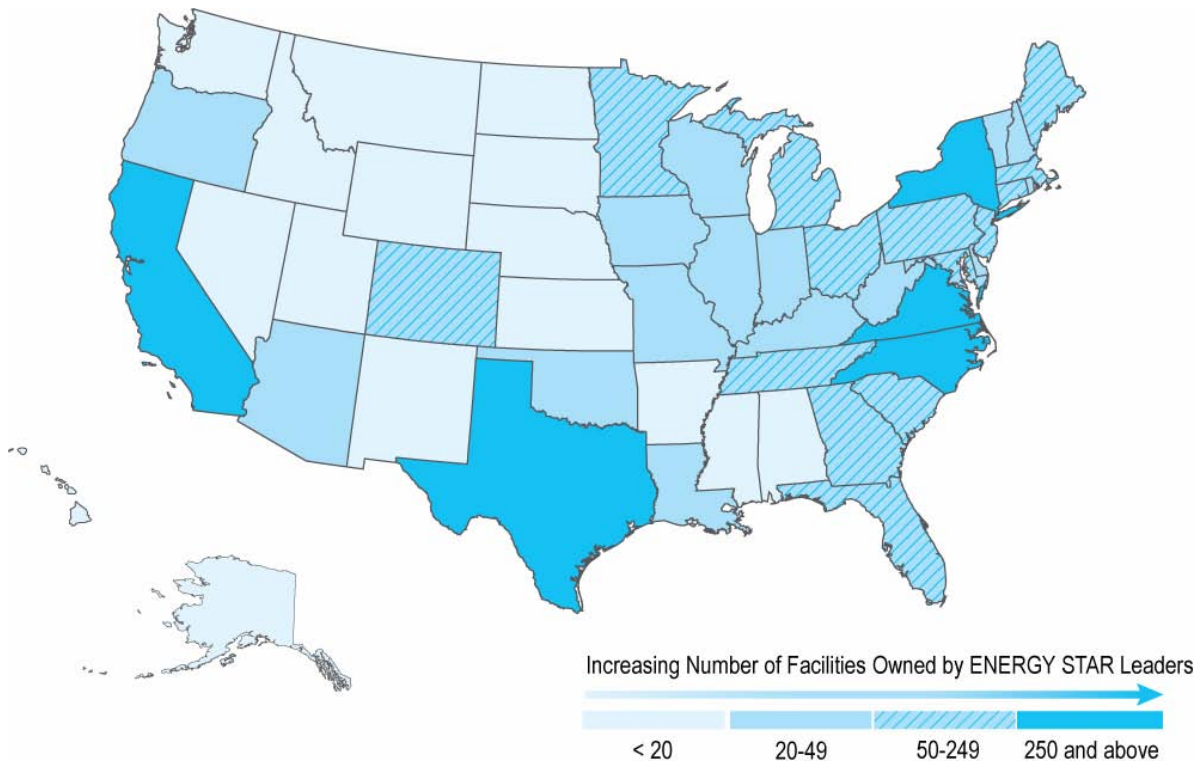 Increasing Number of Facilities Owned by ENERGY STAR Leaders
< 20 20-49 50-249 250 and above